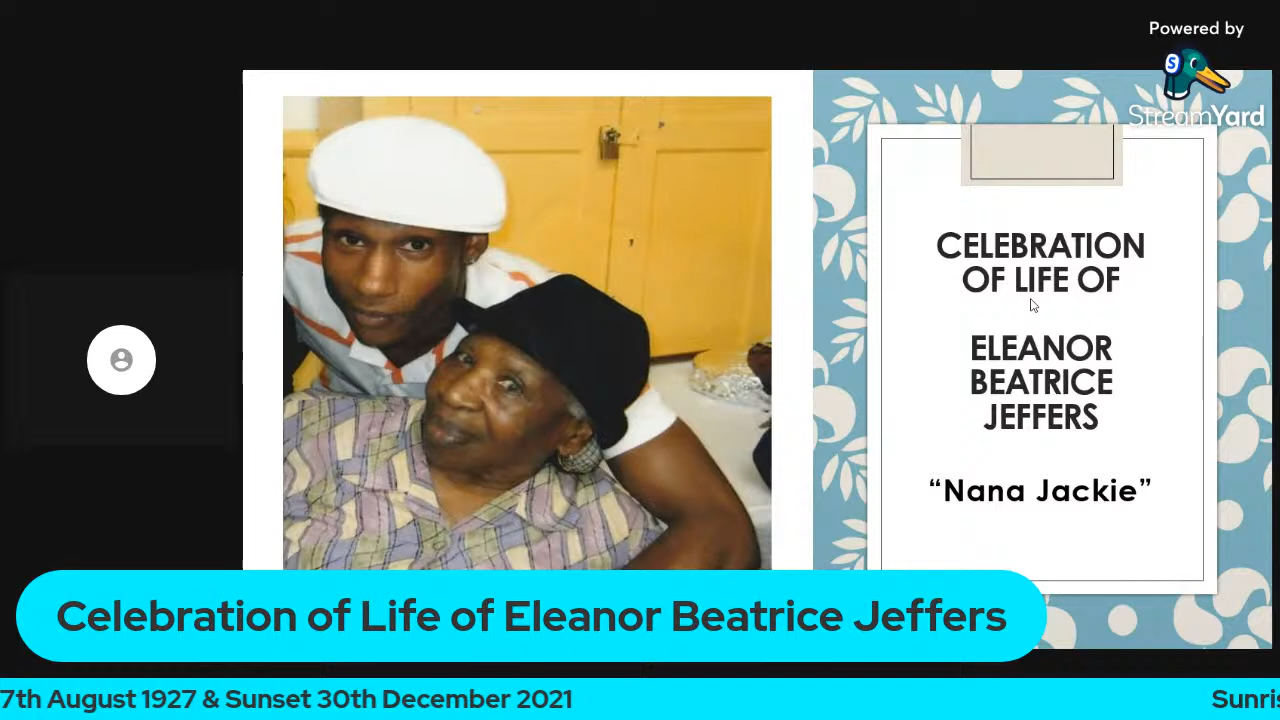 Powered by
StreamYard
CELEBRATION
OF LIFE OF
ELEANOR
BEATRICE
JEFFERS
“Nana Jackie”
Celebration of Life of Eleanor Beatrice Jeffers
7th August 1927 & Sunset 30th December 2021